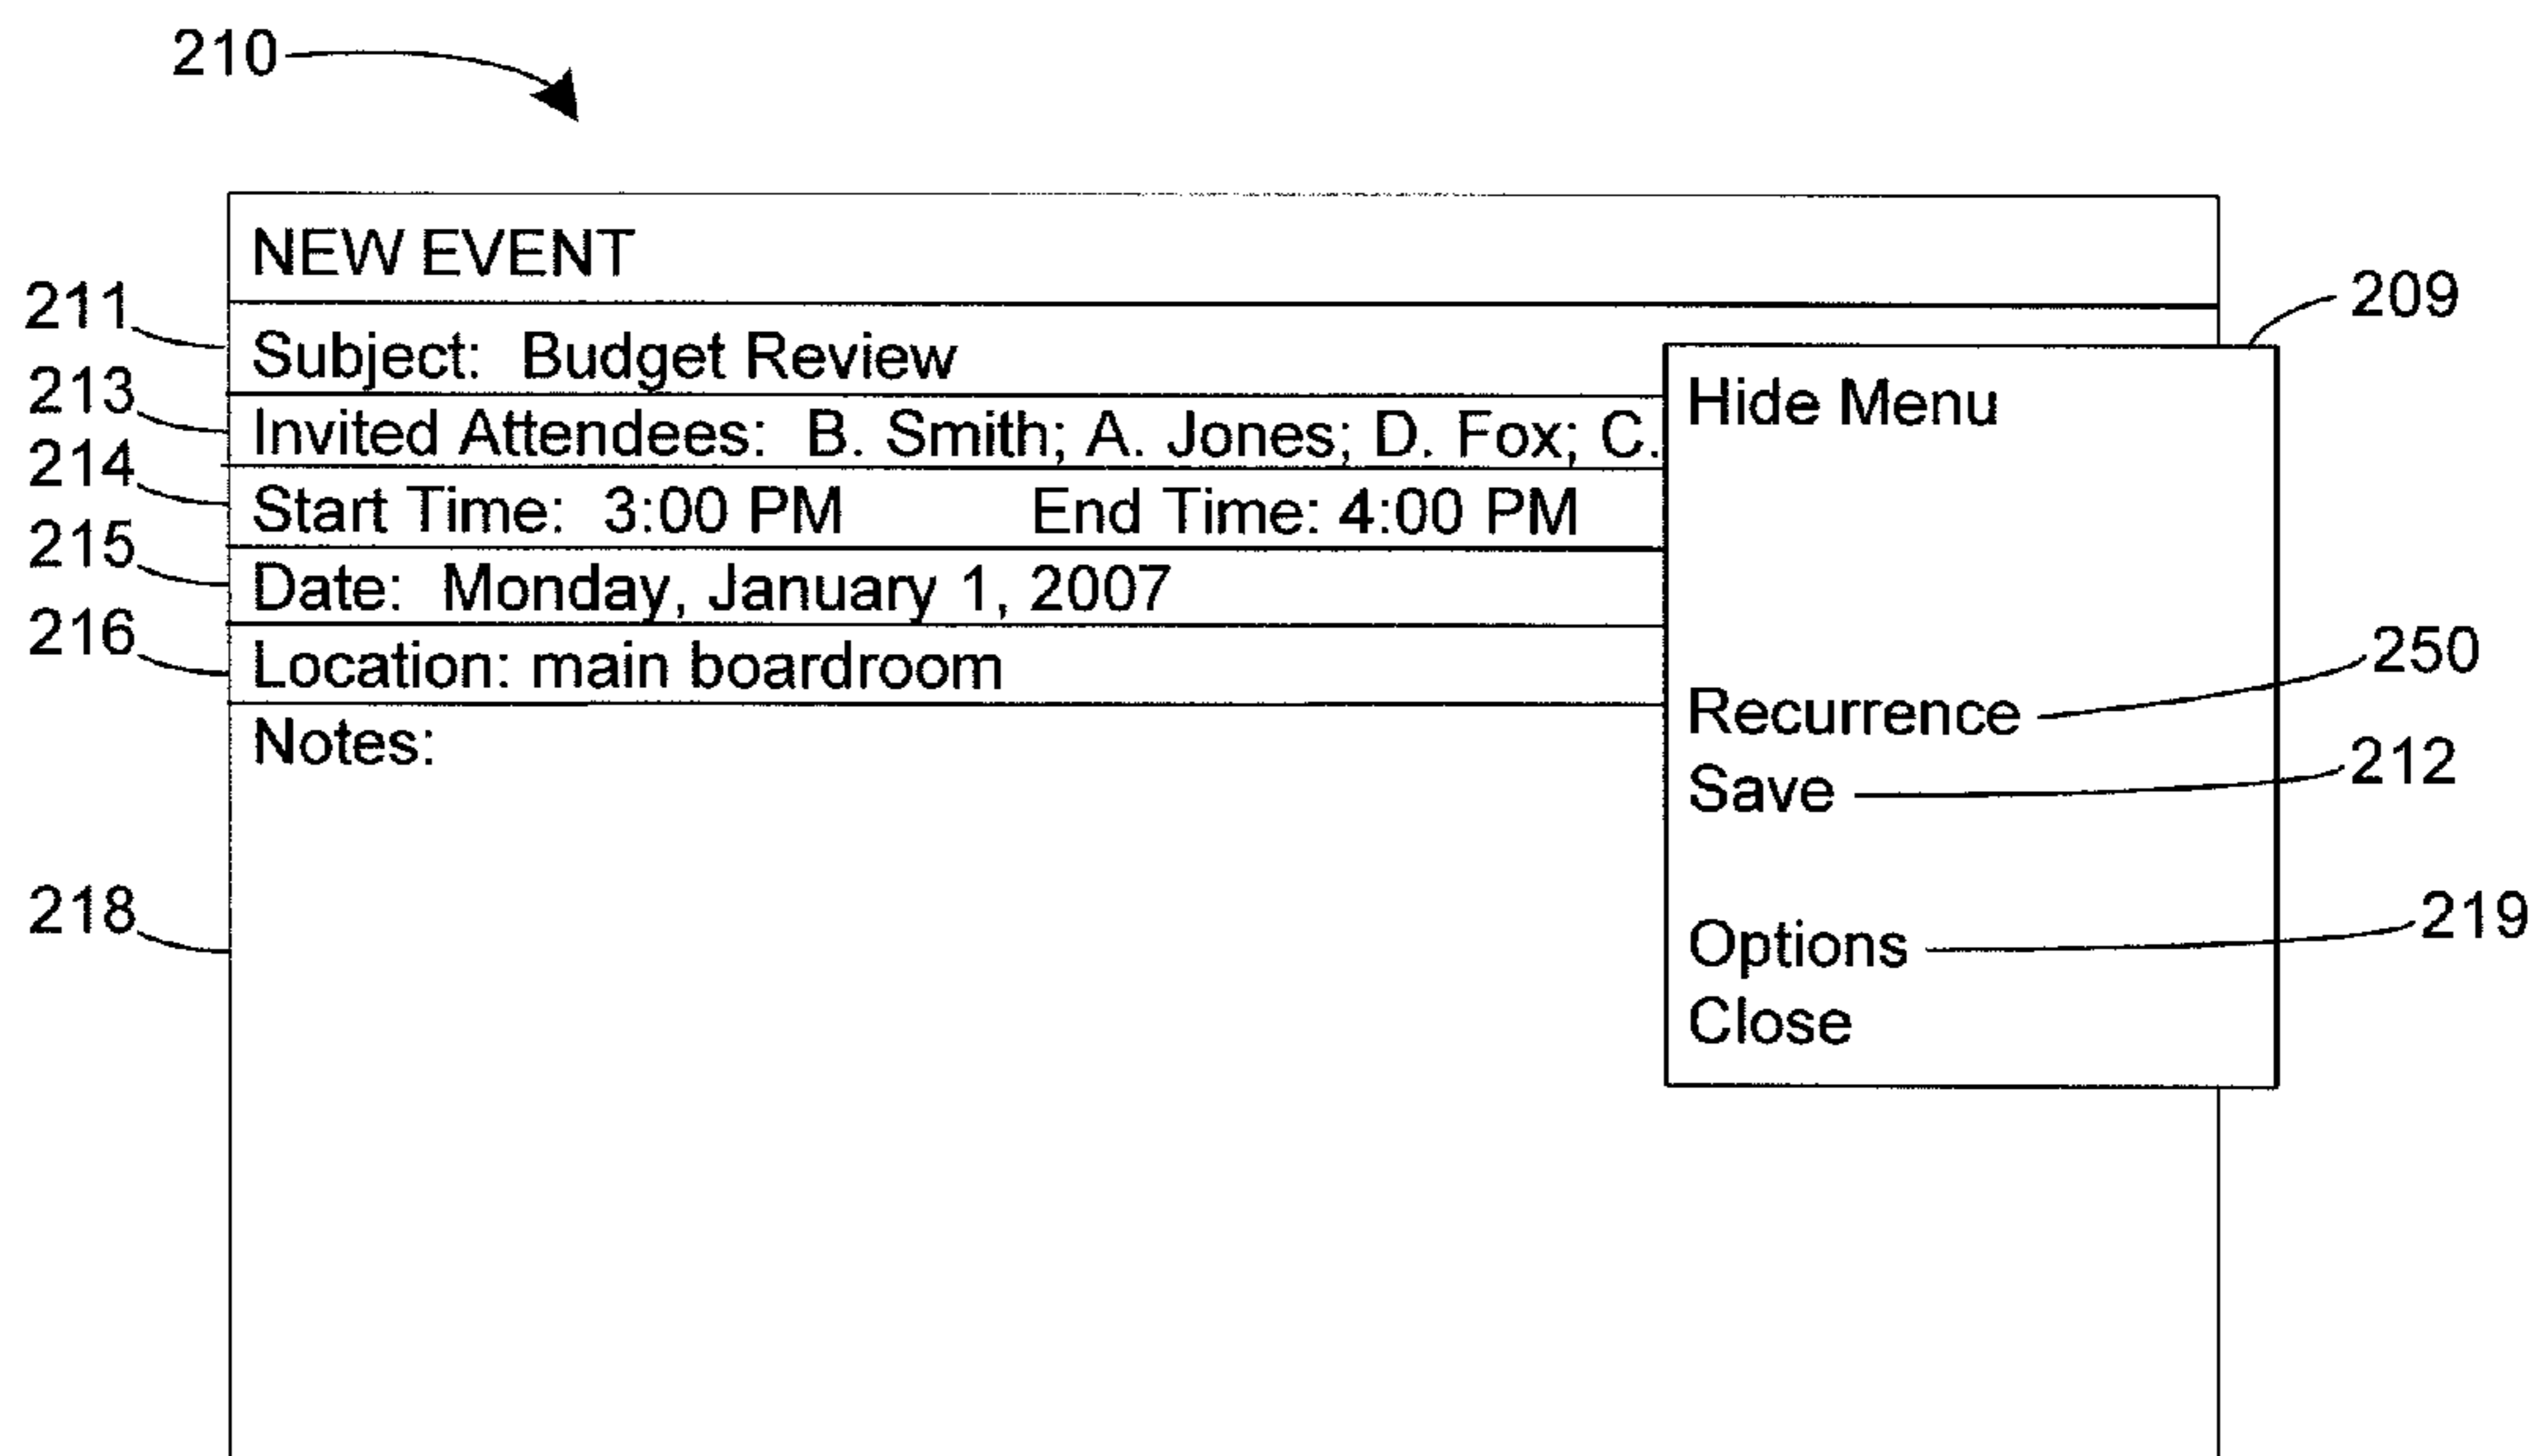 210
NEW EVENT
211
Subject: Budget Review
209
213
Invited Attendees: B. Smith; A. Jones; D. Fox; C.
Hide Menu
214
Start Time: 3:00 PM End Time: 4:00 PM
215
Date: Monday, January 1, 2007
216
Location: main boardroom
250
Recurrence
Notes:
212
Save
218
219
Options
Close